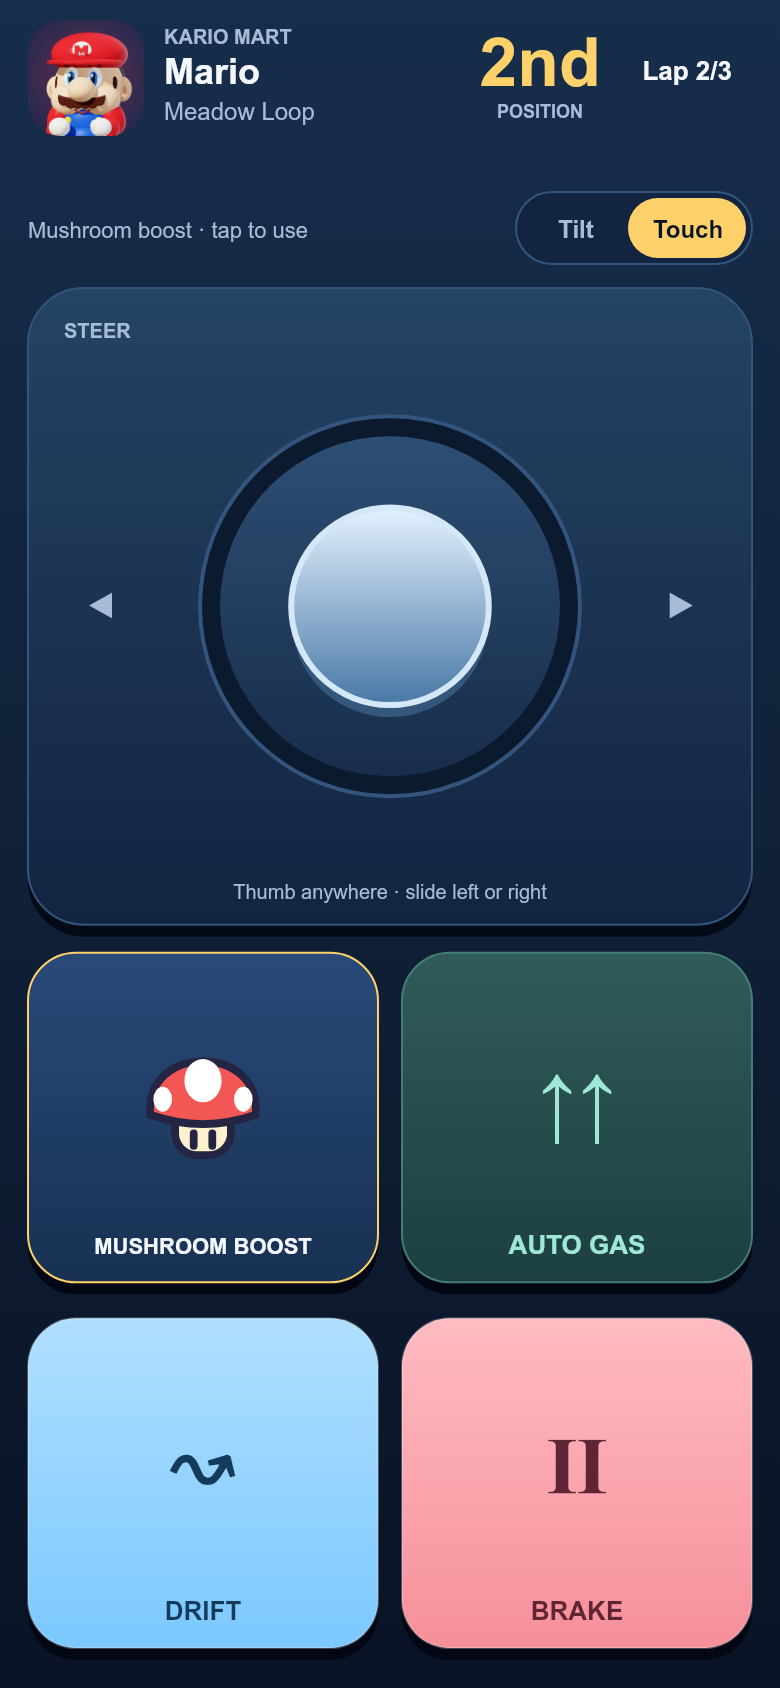 KARIO MART
Mario
Meadow Loop
2nd
POSITION
Lap 2/3
Mushroom boost · tap to use
Tilt
Touch
STEER
Thumb anywhere · slide left or right
MUSHROOM BOOST
AUTO GAS
DRIFT
BRAKE